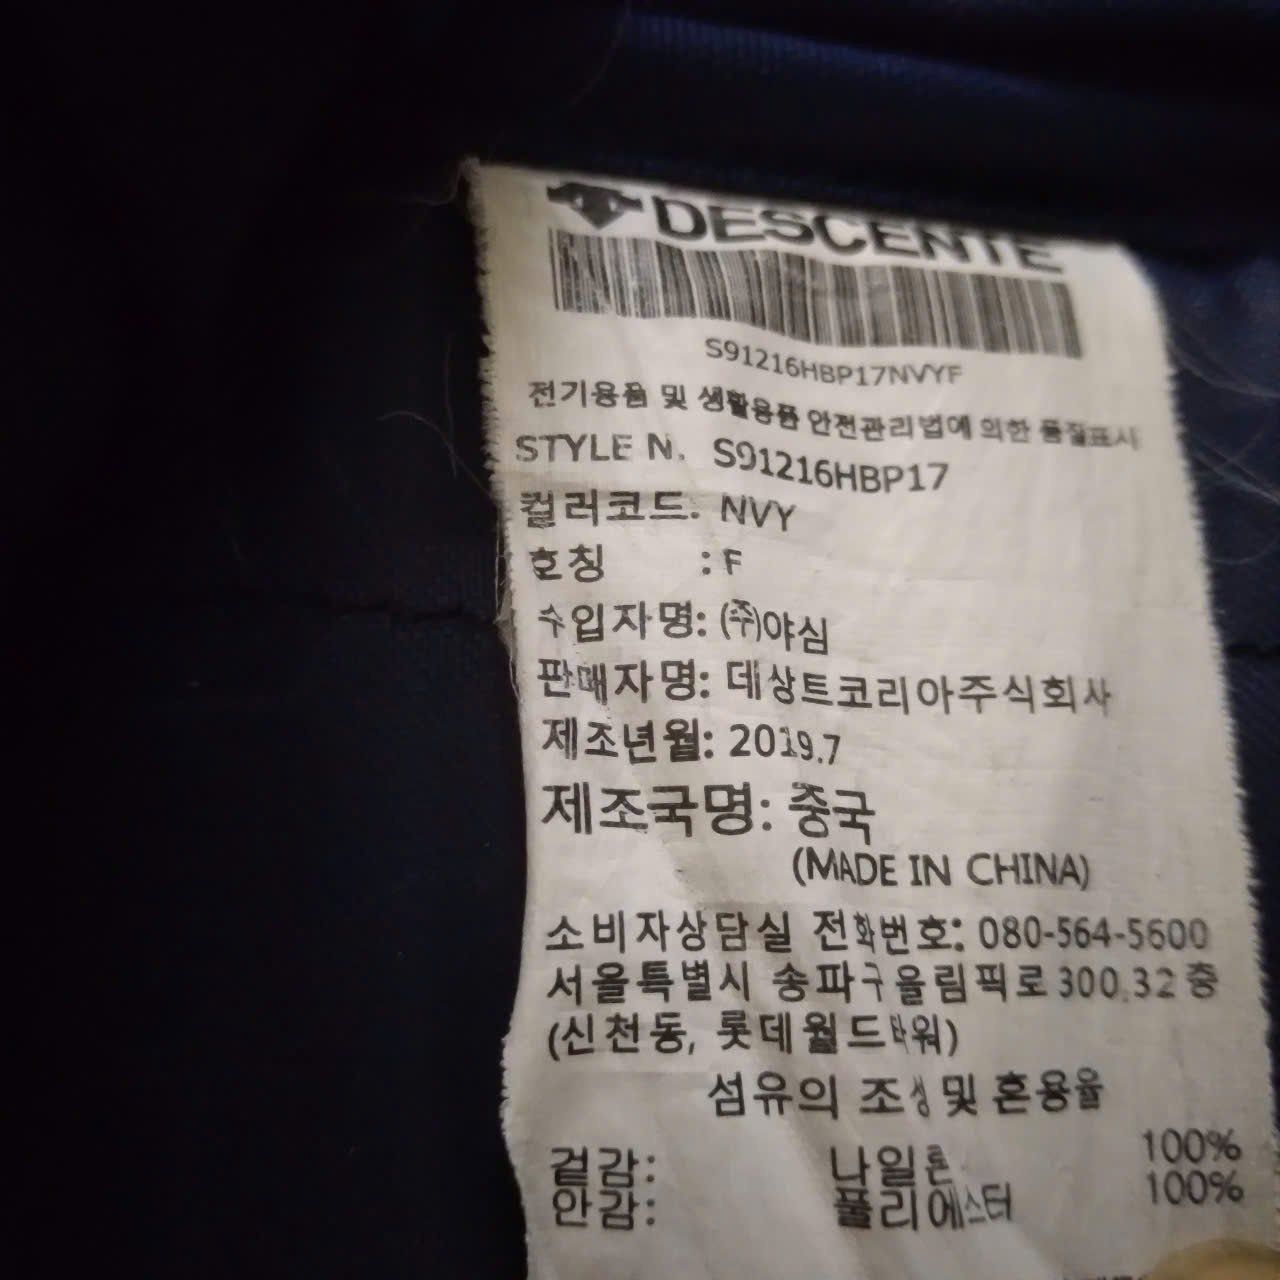 DESCENTE
S91216HBP17NVYF
전기용품 및 생활용품 안전관리법에 의한 품질표시
STYLE N. S91216HBP17
컬러코드. NVY
호칭 : F
수입자명: (주)야심
판매자명: 데상트코리아주식회사
제조년월: 2019.7
제조국명: 중국
(MADE IN CHINA)
소비자상담실 전화번호: 080-564-5600
서울특별시 송파구올림픽로 300,32 층
(신천동, 롯데월드타워)
섬유의 조성 및 혼용율
겉감: 나일론 100%
안감: 폴리에스터 100%